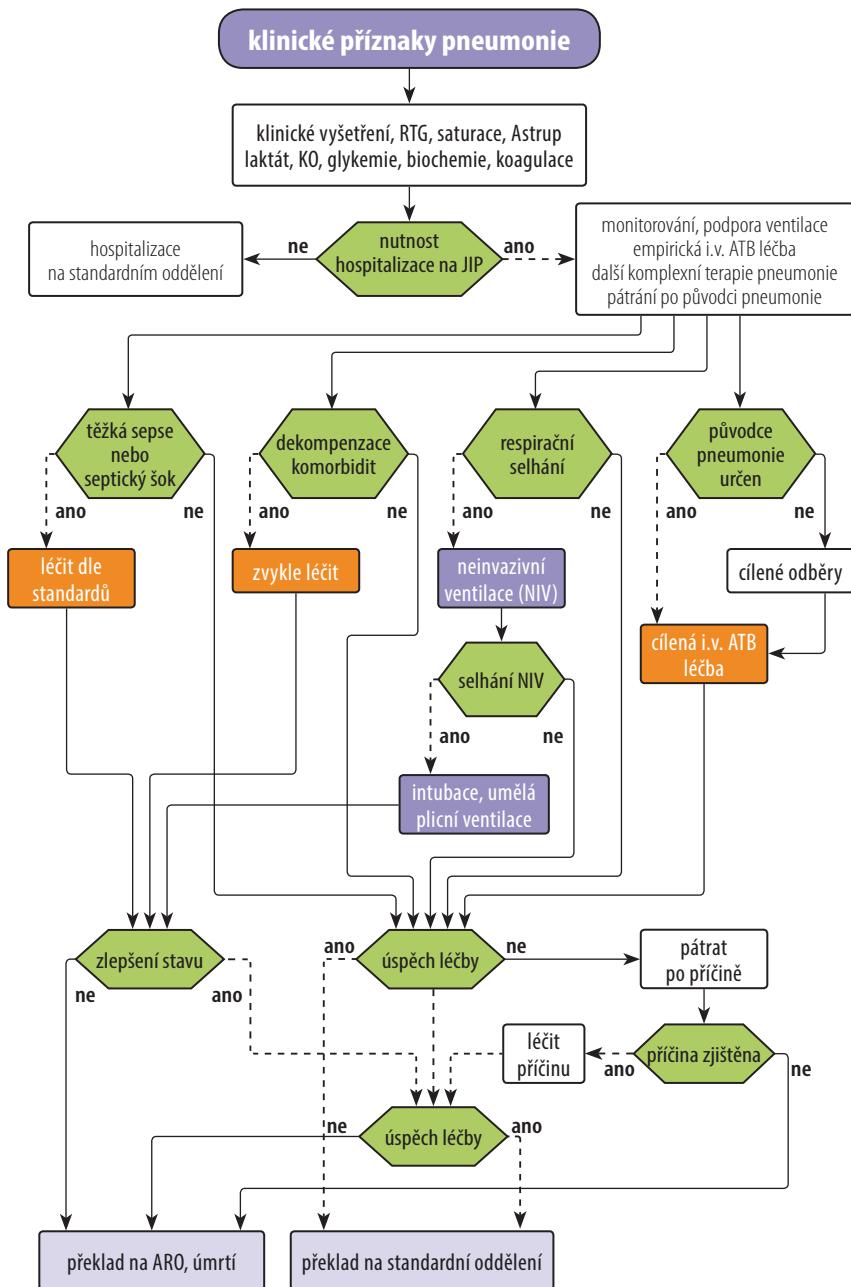 klinické příznaky pneumonie
klinické vyšetření, RTG, saturace, Astrup
laktát, KO, glykemie, biochemie, koagulace
nutnost
hospitalizace na JIP
ne
ano
hospitalizace
na standardním oddělení
monitorování, podpora ventilace
empirická i.v. ATB léčba
další komplexní terapie pneumonie
pátrání po původci pneumonie
těžká sepse
nebo
septický šok
ano
ne
dekompenzace
komorbidit
ano
ne
respirační
selhání
ano
ne
původce
pneumonie
určen
ano
ne
léčit dle
standardů
zvykle léčit
neinvazivní
ventilace (NIV)
cílené odběry
cílená i.v. ATB
léčba
selhání NIV
ano
ne
intubace, umělá
plicní ventilace
zlepšení stavu
ne
ano
ano
úspěch léčby
ne
pátrat
po příčině
léčit
příčinu
ano
příčina zjištěna
ne
ne
úspěch léčby
ano
překlad na ARO, úmrtí
překlad na standardní oddělení